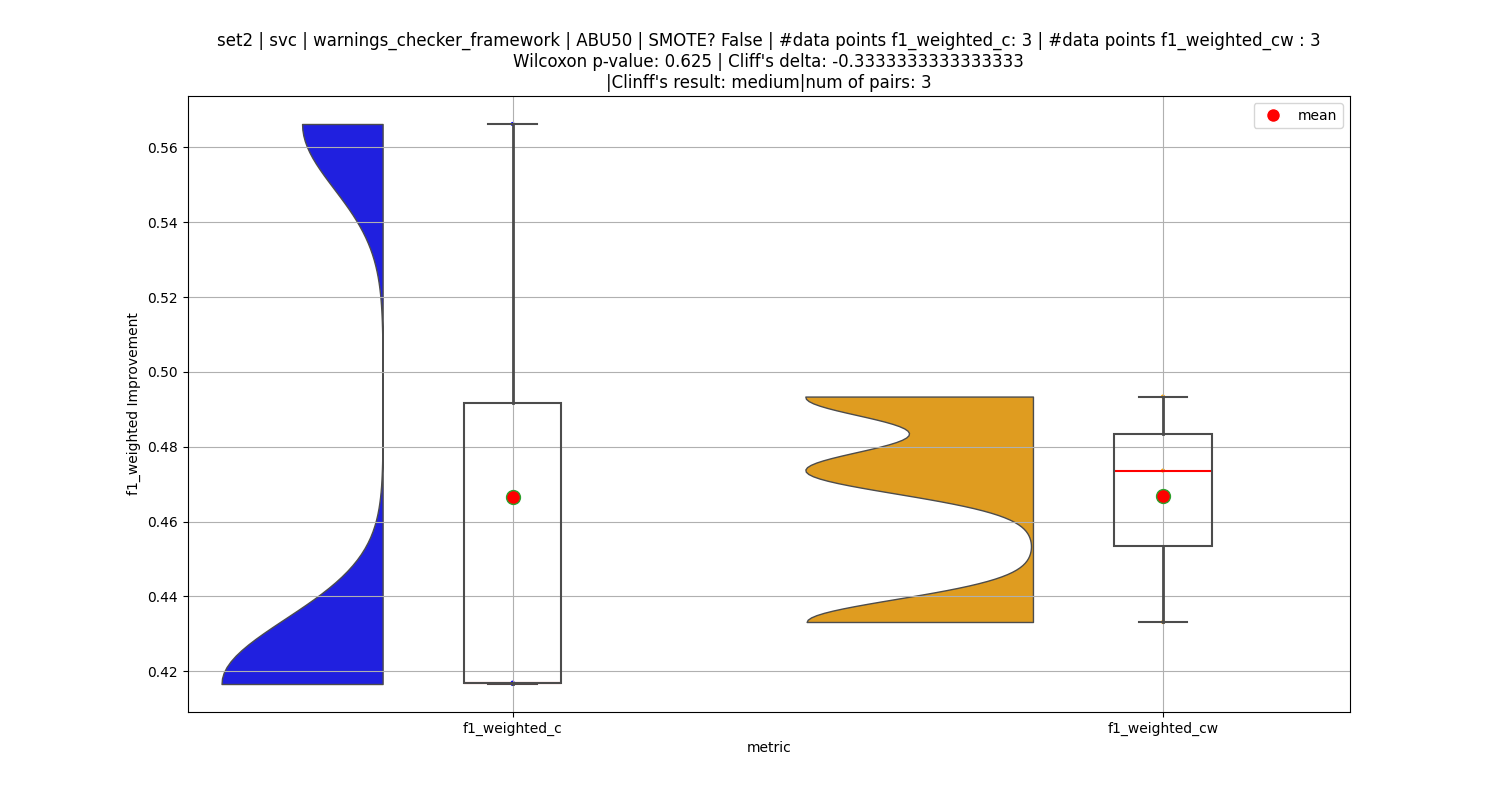 set2 | svc | warnings_checker_framework | ABU50 | SMOTE? False | #data points f1_weighted_c: 3 | #data points f1_weighted_cw : 3
Wilcoxon p-value: 0.625 | Cliff's delta: -0.3333333333333333
|Clinff's result: medium|num of pairs: 3
mean
0.56
0.54
0.52
0.50
0.48
0.46
0.44
0.42
f1_weighted Improvement
f1_weighted_c
f1_weighted_cw
metric